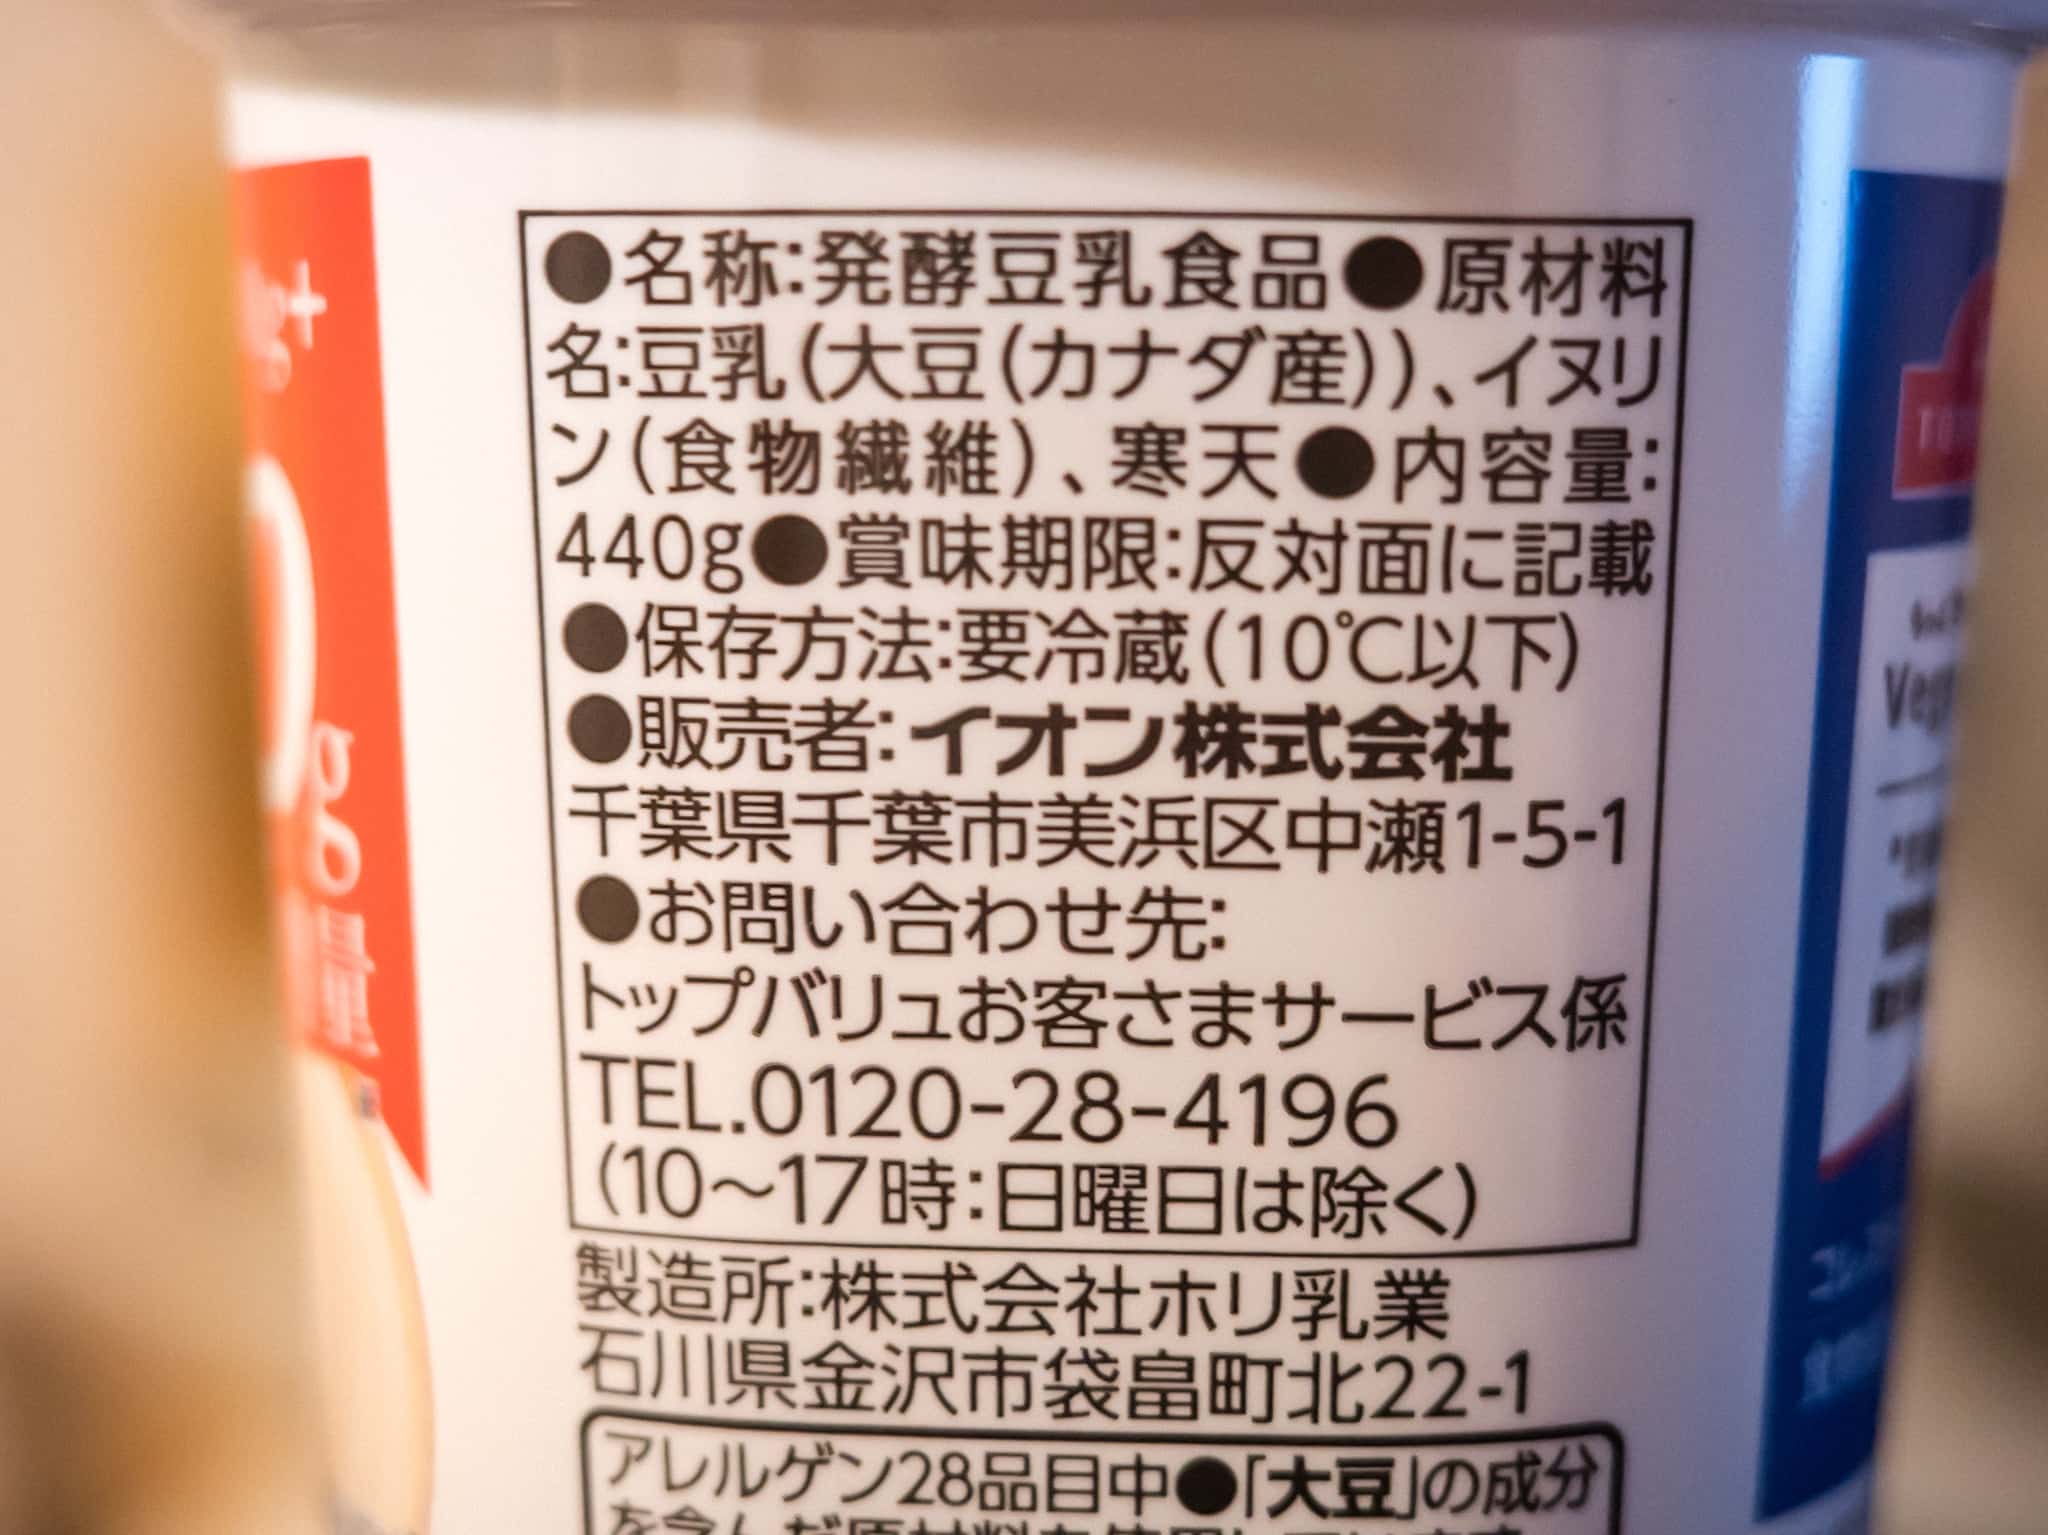 ●名称:発酵豆乳食品●原材料
名:豆乳(大豆(カナダ産))、イヌリ
ン(食物繊維)、寒天●内容量:
440g●賞味期限:反対面に記載
●保存方法:要冷蔵(10℃以下)
●販売者:イオン株式会社
千葉県千葉市美浜区中瀬1-5-1
●お問い合わせ先:
トップバリュお客さまサービス係
TEL.0120-28-4196
(10〜17時:日曜日は除く)
製造所:株式会社ホリ乳業
石川県金沢市袋畠町北22-1
アレルゲン28品目中●「大豆」の成分
g
量